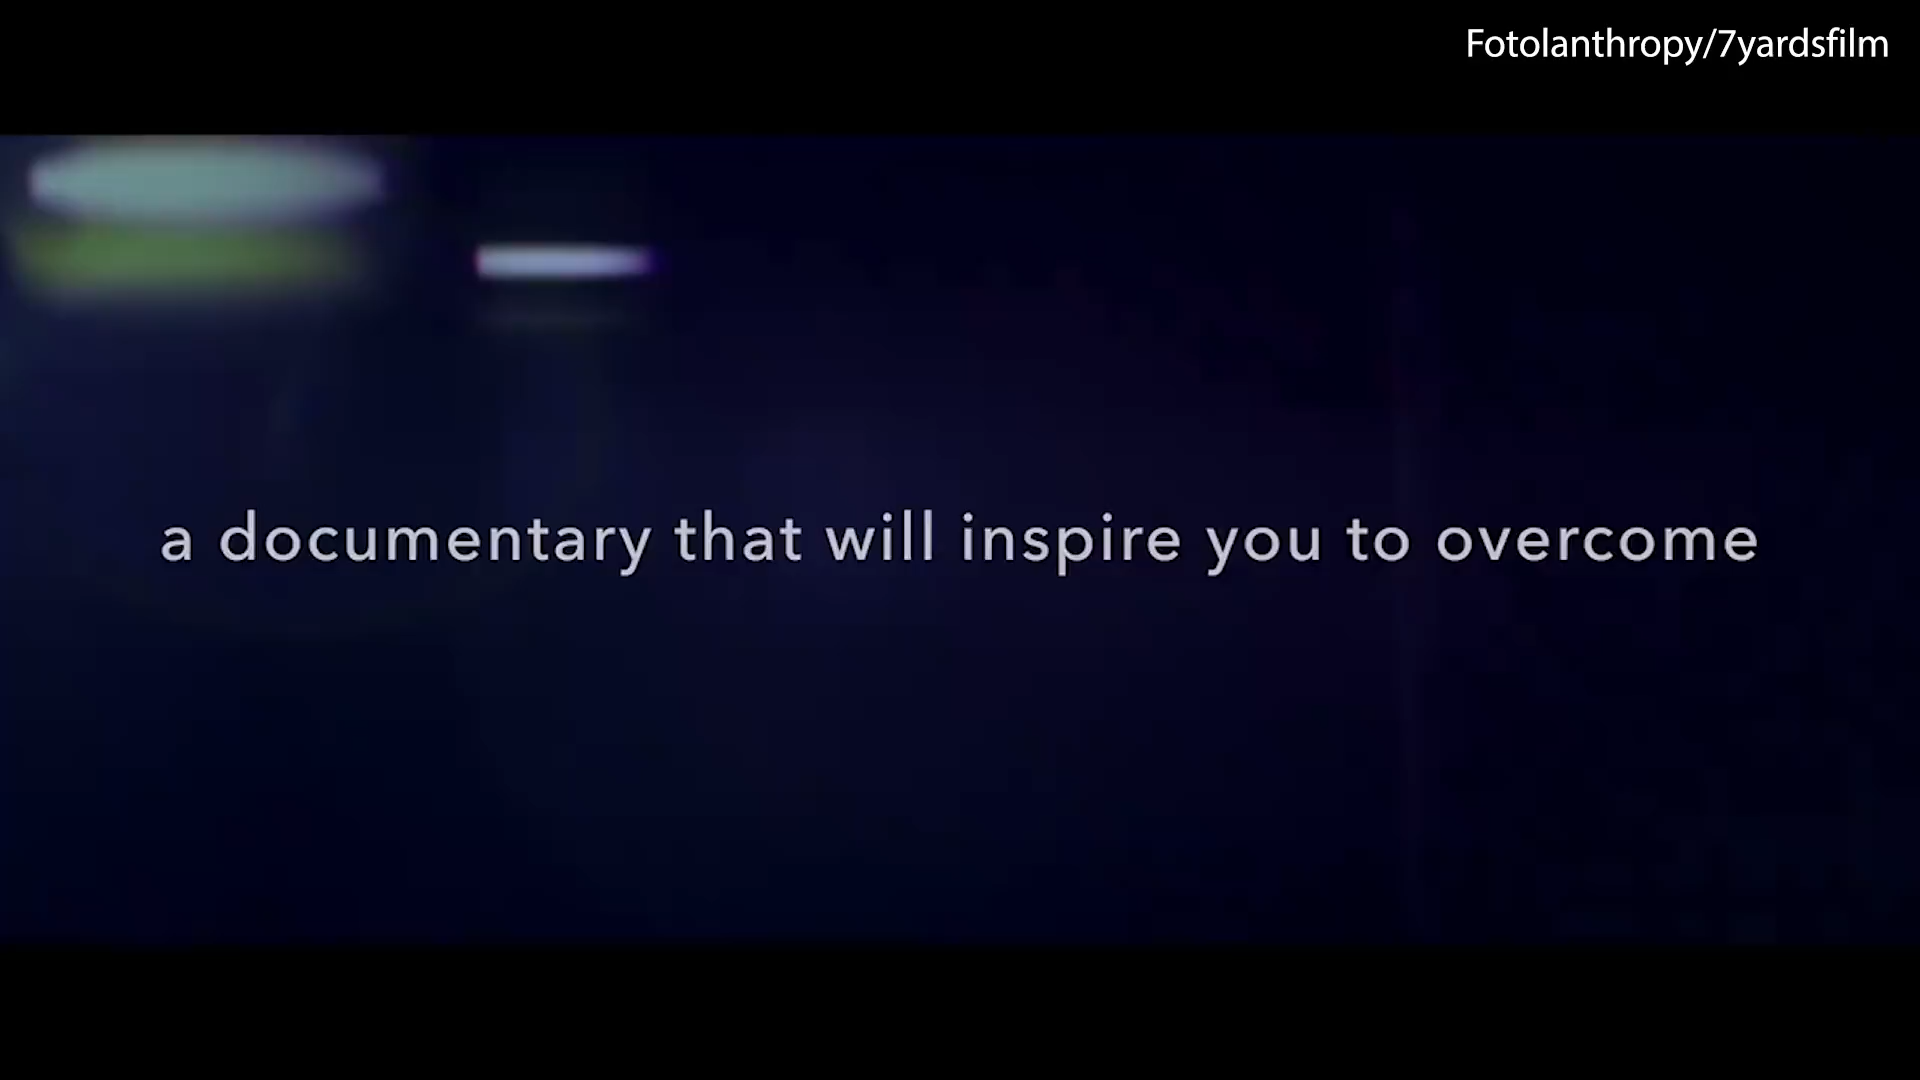 Fotolanthropy/7yardsfilm
a documentary that will inspire you to overcome